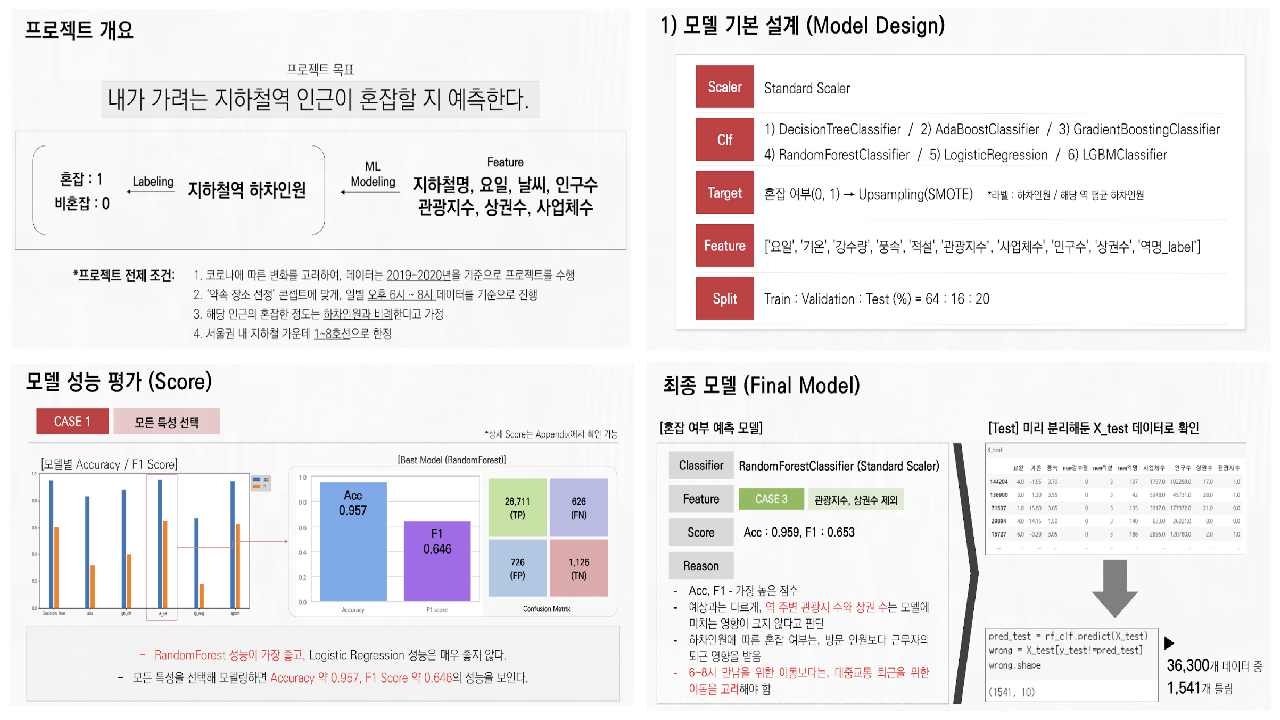 프로젝트 개요
프로젝트 목표
내가 가려는 지하철역 인근이 혼잡할 지 예측한다.
혼잡 : 1
비혼잡 : 0
Labeling
지하철역 하차인원
ML
Modeling
Feature
지하철명, 요일, 날씨, 인구수
관광지수, 상권수, 사업체수
*프로젝트 전제 조건:
1. 코로나에 따른 변화를 고려하여, 데이터는 2019-2020년을 기준으로 프로젝트를 수행
2. '약속 장소 선정' 콘셉트에 맞게, 일별 오후 6시 ~ 8시 데이터를 기준으로 진행
3. 해당 인근의 혼잡한 정도는 하차인원과 비례한다고 가정
4. 서울권 내 지하철 가운데 1~8호선으로 한정
1) 모델 기본 설계 (Model Design)
Scaler
Standard Scaler
Clf
1) DecisionTreeClassifier / 2) AdaBoostClassifier / 3) GradientBoostingClassifier
4) RandomForestClassifier / 5) LogisticRegression / 6) LGBMClassifier
Target
혼잡 여부(0, 1) → Upsampling(SMOTE) *라벨 : 하차인원 / 해당 역 평균 하차인원
Feature
['요일', '기온', '강수량', '풍속', '적설', '관광지수', '사업체수', '인구수', '상권수', '역명_label']
Split
Train : Validation : Test (%) = 64 : 16 : 20
모델 성능 평가 (Score)
CASE 1
모든 특성 선택
*상세 Score는 Appendix에서 확인 가능
[모델별 Accuracy / F1 Score]
Decision Tree
[Best Model (RandomForest)]
1.0
0.8
0.6
0.4
0.2
0.0
Acc
0.957
F1
0.646
Accuracy
F1 score
26,711
(TP)
626
(FN)
726
(FP)
1,125
(TN)
Confusion Matrix
- RandomForest 성능이 가장 좋고, Logistic Regression 성능은 매우 좋지 않다.
- 모든 특성을 선택해 모델링하면 Accuracy 약 0.957, F1 Score 약 0.646의 성능을 보인다.
최종 모델 (Final Model)
[혼잡 여부 예측 모델]
Classifier
RandomForestClassifier (Standard Scaler)
Feature
CASE 3
관광지수, 상권수 제외
Score
Acc : 0.959, F1 : 0.653
Reason
- Acc, F1 - 가장 높은 점수
- 예상과는 다르게, 역 주변 관광지 수와 상권 수는 모델에
미치는 영향이 크지 않다고 판단
- 하차인원에 따른 혼잡 여부는, 방문 인원보다 근무자의
퇴근 영향을 받음
- 6~8시 만남을 위한 이동보다는, 대중교통 퇴근을 위한
이동을 고려해야 함
[Test] 미리 분리해둔 X_test 데이터로 확인
X_test
pred_test = rf_clf.predict(X_test)
wrong = X_test[y_test!=pred_test]
wrong.shape
(1541, 10)
36,300개 데이터 중
1,541개 틀림